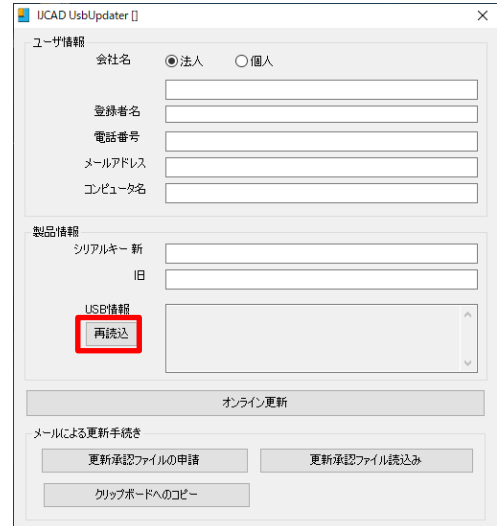 IJCAD UsbUpdater []
ユーザ情報
会社名 法人 個人
登録者名
電話番号
メールアドレス
コンピュータ名
製品情報
シリアルキー 新
旧
USB情報
再読込
オンライン更新
メールによる更新手続き
更新承認ファイルの申請 更新承認ファイル読込み
クリップボードへのコピー